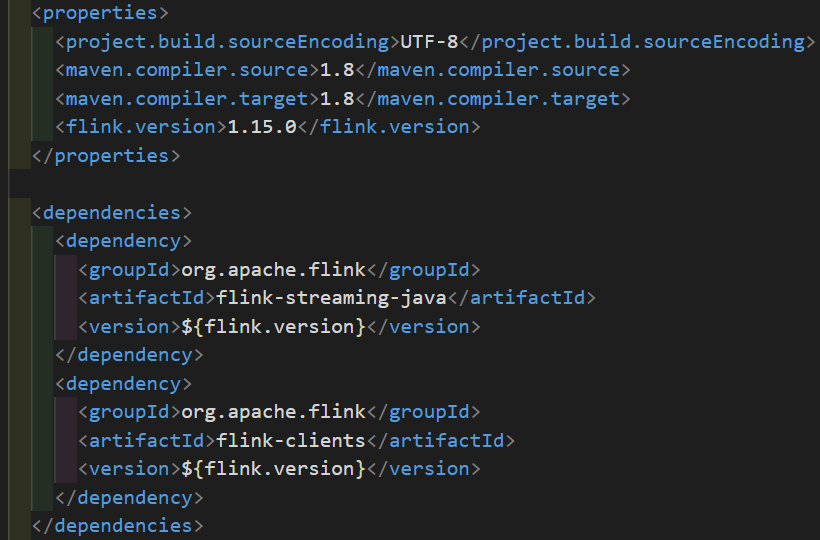 <properties>
<project.build.sourceEncoding>UTF-8</project.build.sourceEncoding>
<maven.compiler.source>1.8</maven.compiler.source>
<maven.compiler.target>1.8</maven.compiler.target>
<flink.version>1.15.0</flink.version>
</properties>
<dependencies>
<dependency>
<groupId>org.apache.flink</groupId>
<artifactId>flink-streaming-java</artifactId>
<version>${flink.version}</version>
</dependency>
<dependency>
<groupId>org.apache.flink</groupId>
<artifactId>flink-clients</artifactId>
<version>${flink.version}</version>
</dependency>
</dependencies>